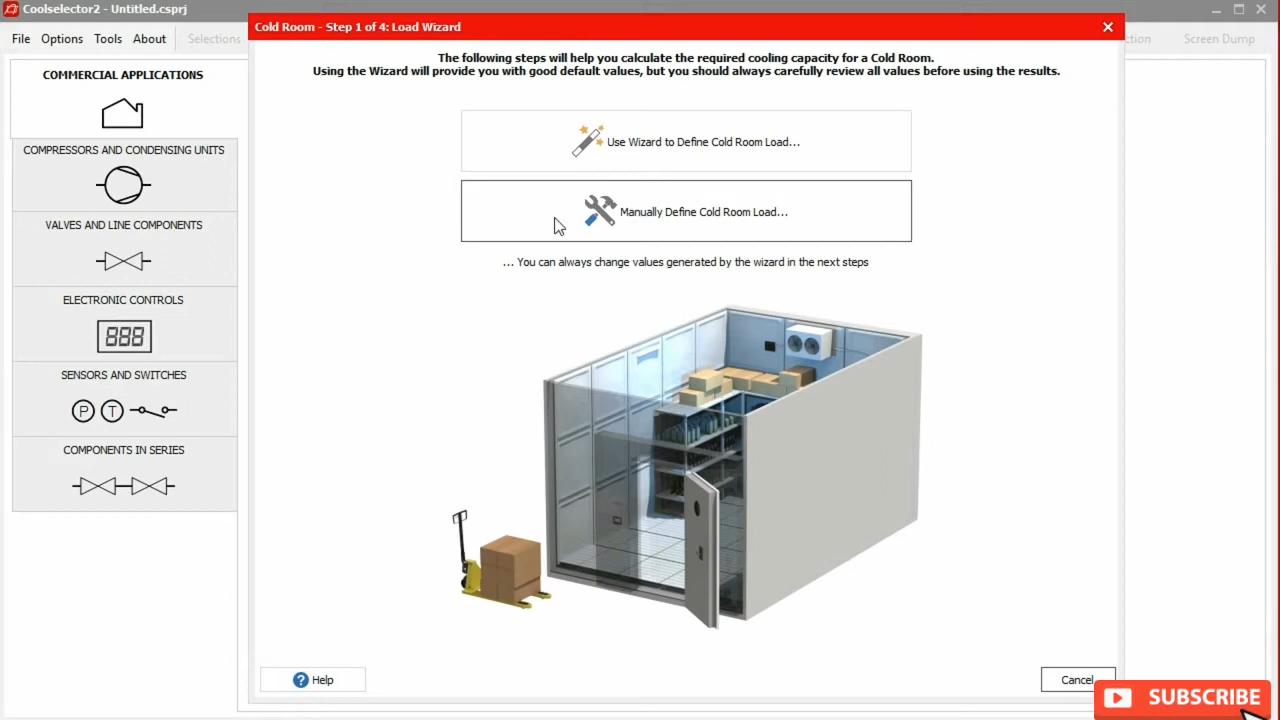 Coolselector2 - Untitled.csprj
File Options Tools About Selections
ction Screen Dump
COMMERCIAL APPLICATIONS
COMPRESSORS AND CONDENSING UNITS
VALVES AND LINE COMPONENTS
ELECTRONIC CONTROLS
888
SENSORS AND SWITCHES
P T
COMPONENTS IN SERIES
Cold Room - Step 1 of 4: Load Wizard
The following steps will help you calculate the required cooling capacity for a Cold Room.
Using the Wizard will provide you with good default values, but you should always carefully review all values before using the results.
Use Wizard to Define Cold Room Load...
Manually Define Cold Room Load...
... You can always change values generated by the wizard in the next steps
? Help
Cancel
SUBSCRIBE